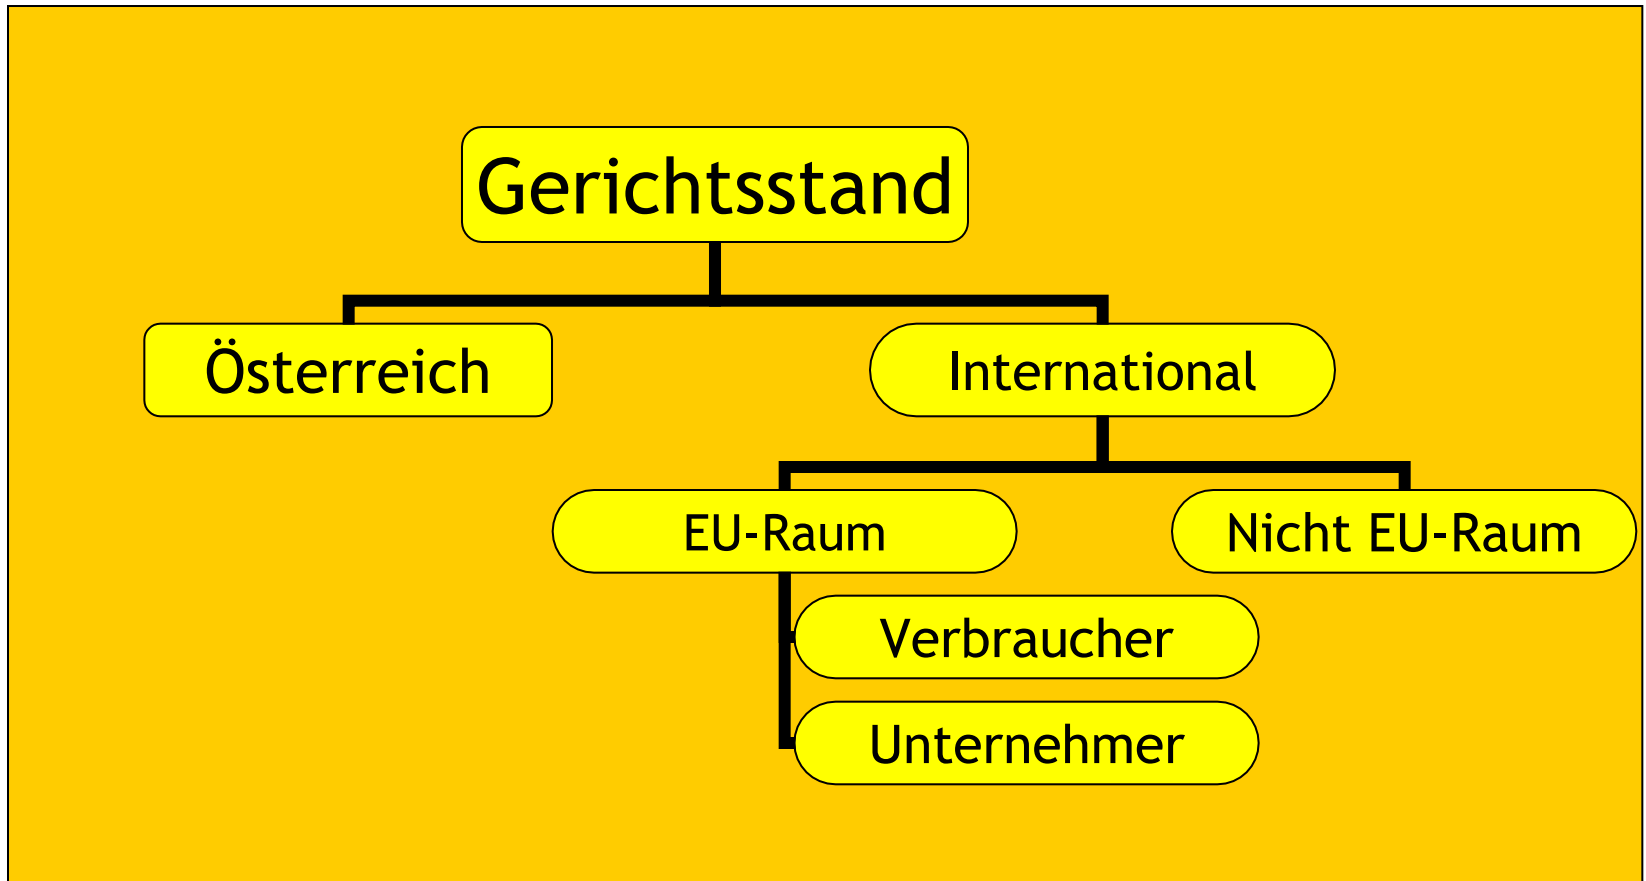 Gerichtsstand
Österreich
International
EU-Raum
Nicht EU-Raum
Verbraucher
Unternehmer